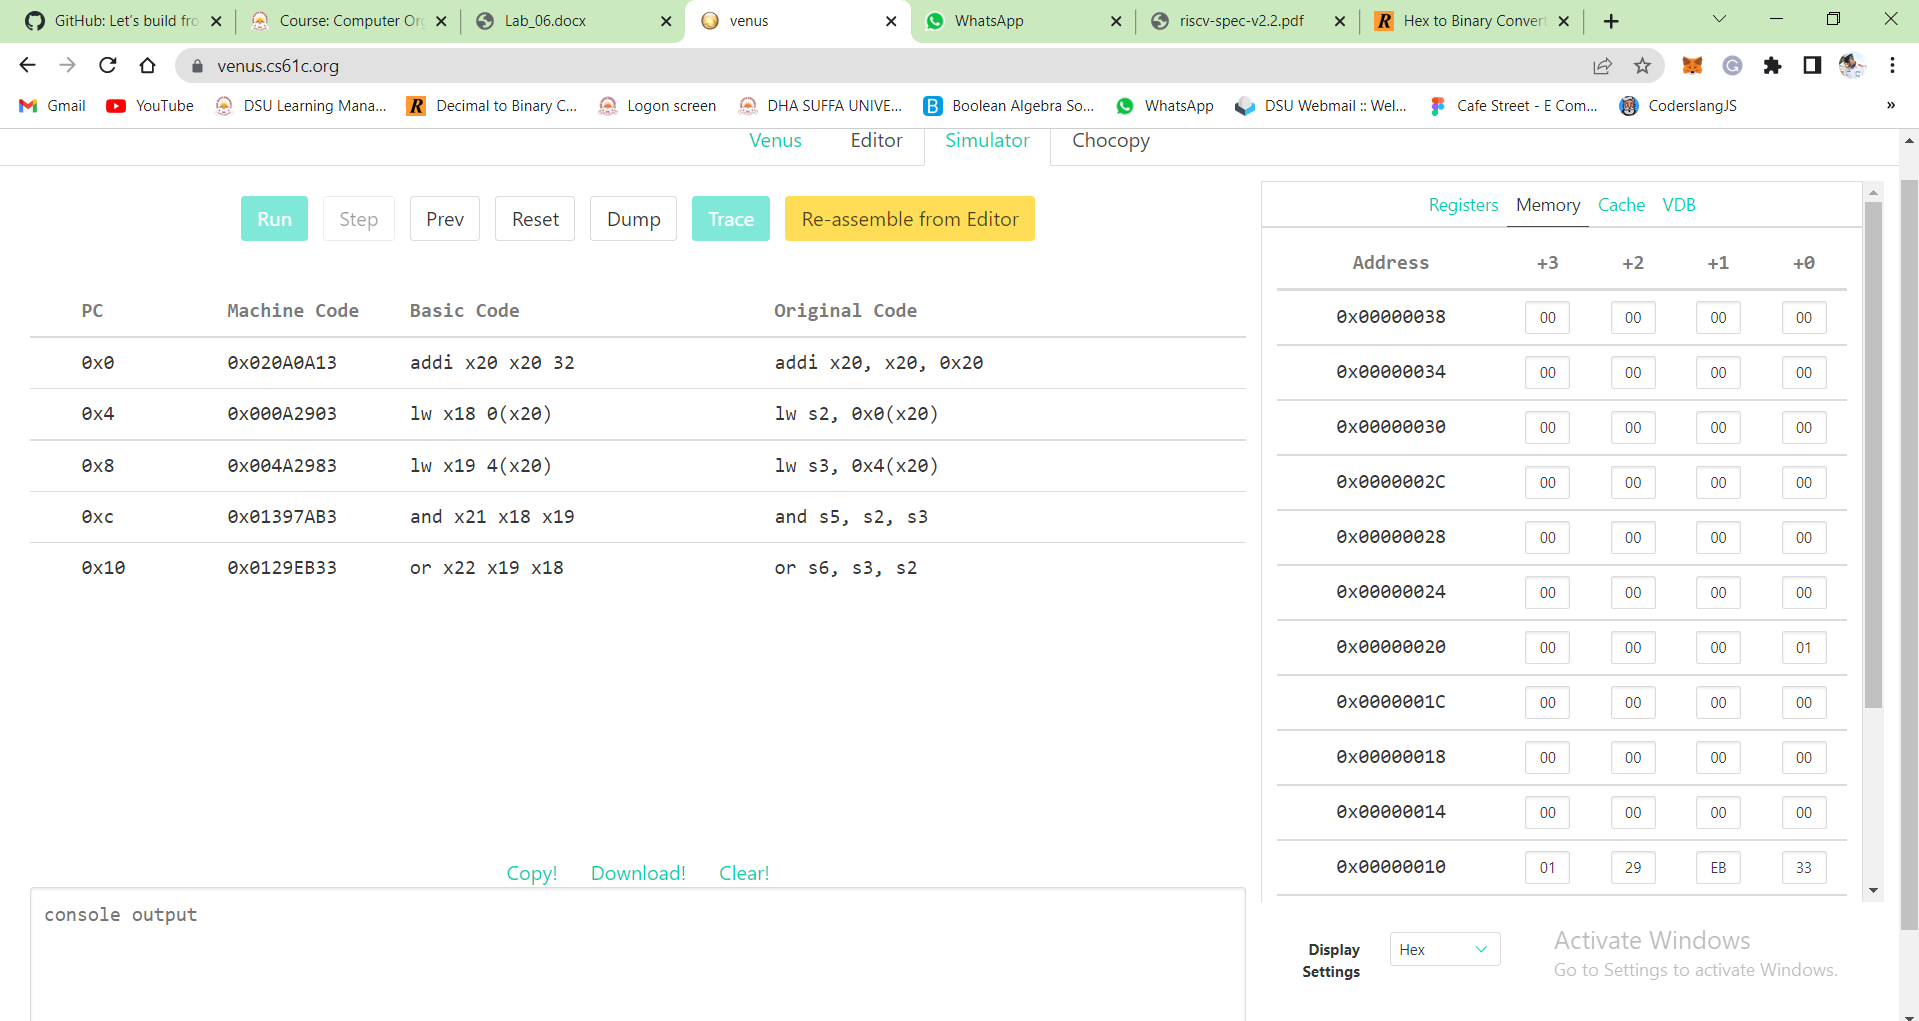 GitHub: Let's build fro
Course: Computer Org
Lab_06.docx
venus
WhatsApp
riscv-spec-v2.2.pdf
Hex to Binary Convert
venus.cs61c.org
Gmail
YouTube
DSU Learning Mana...
Decimal to Binary C...
Logon screen
DHA SUFFA UNIVE...
Boolean Algebra So...
WhatsApp
DSU Webmail :: Wel...
Cafe Street - E Com...
CoderslangJS
»
Venus Editor Simulator Chocopy
Run Step Prev Reset Dump Trace Re-assemble from Editor
PC Machine Code Basic Code Original Code
0x0 0x020A0A13 addi x20 x20 32 addi x20, x20, 0x20
0x4 0x000A2903 lw x18 0(x20) lw s2, 0x0(x20)
0x8 0x004A2983 lw x19 4(x20) lw s3, 0x4(x20)
0xc 0x01397AB3 and x21 x18 x19 and s5, s2, s3
0x10 0x0129EB33 or x22 x19 x18 or s6, s3, s2
Copy! Download! Clear!
console output
Registers Memory Cache VDB
Address +3 +2 +1 +0
0x00000038 00 00 00 00
0x00000034 00 00 00 00
0x00000030 00 00 00 00
0x0000002C 00 00 00 00
0x00000028 00 00 00 00
0x00000024 00 00 00 00
0x00000020 00 00 00 01
0x0000001C 00 00 00 00
0x00000018 00 00 00 00
0x00000014 00 00 00 00
0x00000010 01 29 EB 33
Display
Settings
Hex
Activate Windows
Go to Settings to activate Windows.